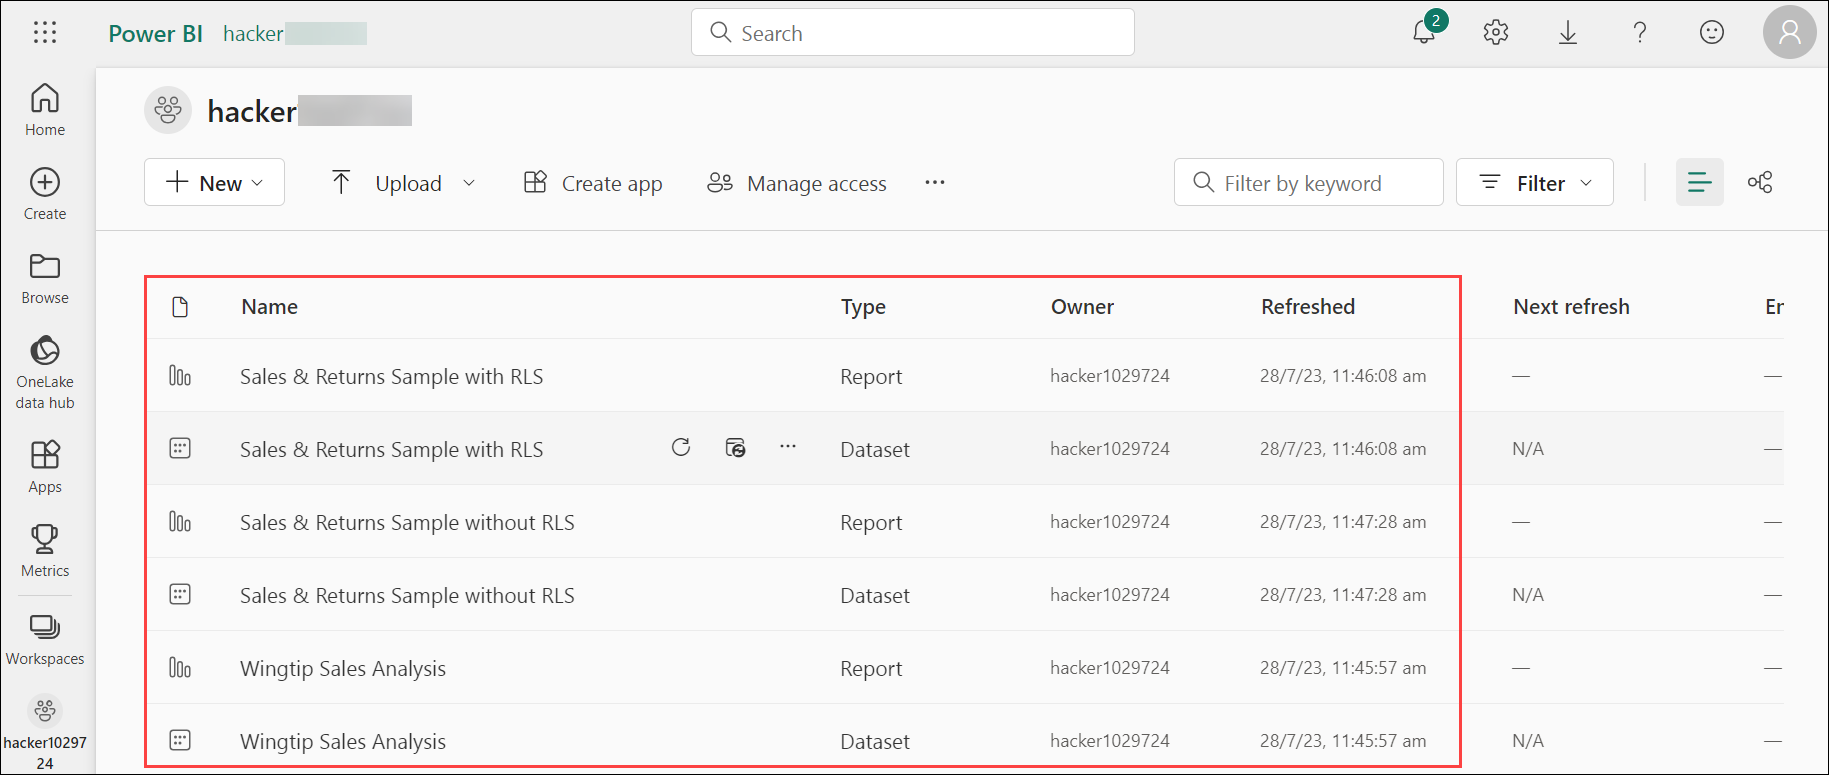 Power BI hacker
Search
2
?
Home
Create
Browse
OneLake
data hub
Apps
Metrics
Workspaces
hacker10297
24
hacker
New
Upload
Create app
Manage access
Filter by keyword
Filter
Name Type Owner Refreshed Next refresh Er
Sales & Returns Sample with RLS Report hacker1029724 28/7/23, 11:46:08 am —
Sales & Returns Sample with RLS Dataset hacker1029724 28/7/23, 11:46:08 am N/A —
Sales & Returns Sample without RLS Report hacker1029724 28/7/23, 11:47:28 am — —
Sales & Returns Sample without RLS Dataset hacker1029724 28/7/23, 11:47:28 am N/A —
Wingtip Sales Analysis Report hacker1029724 28/7/23, 11:45:57 am — —
Wingtip Sales Analysis Dataset hacker1029724 28/7/23, 11:45:57 am N/A —